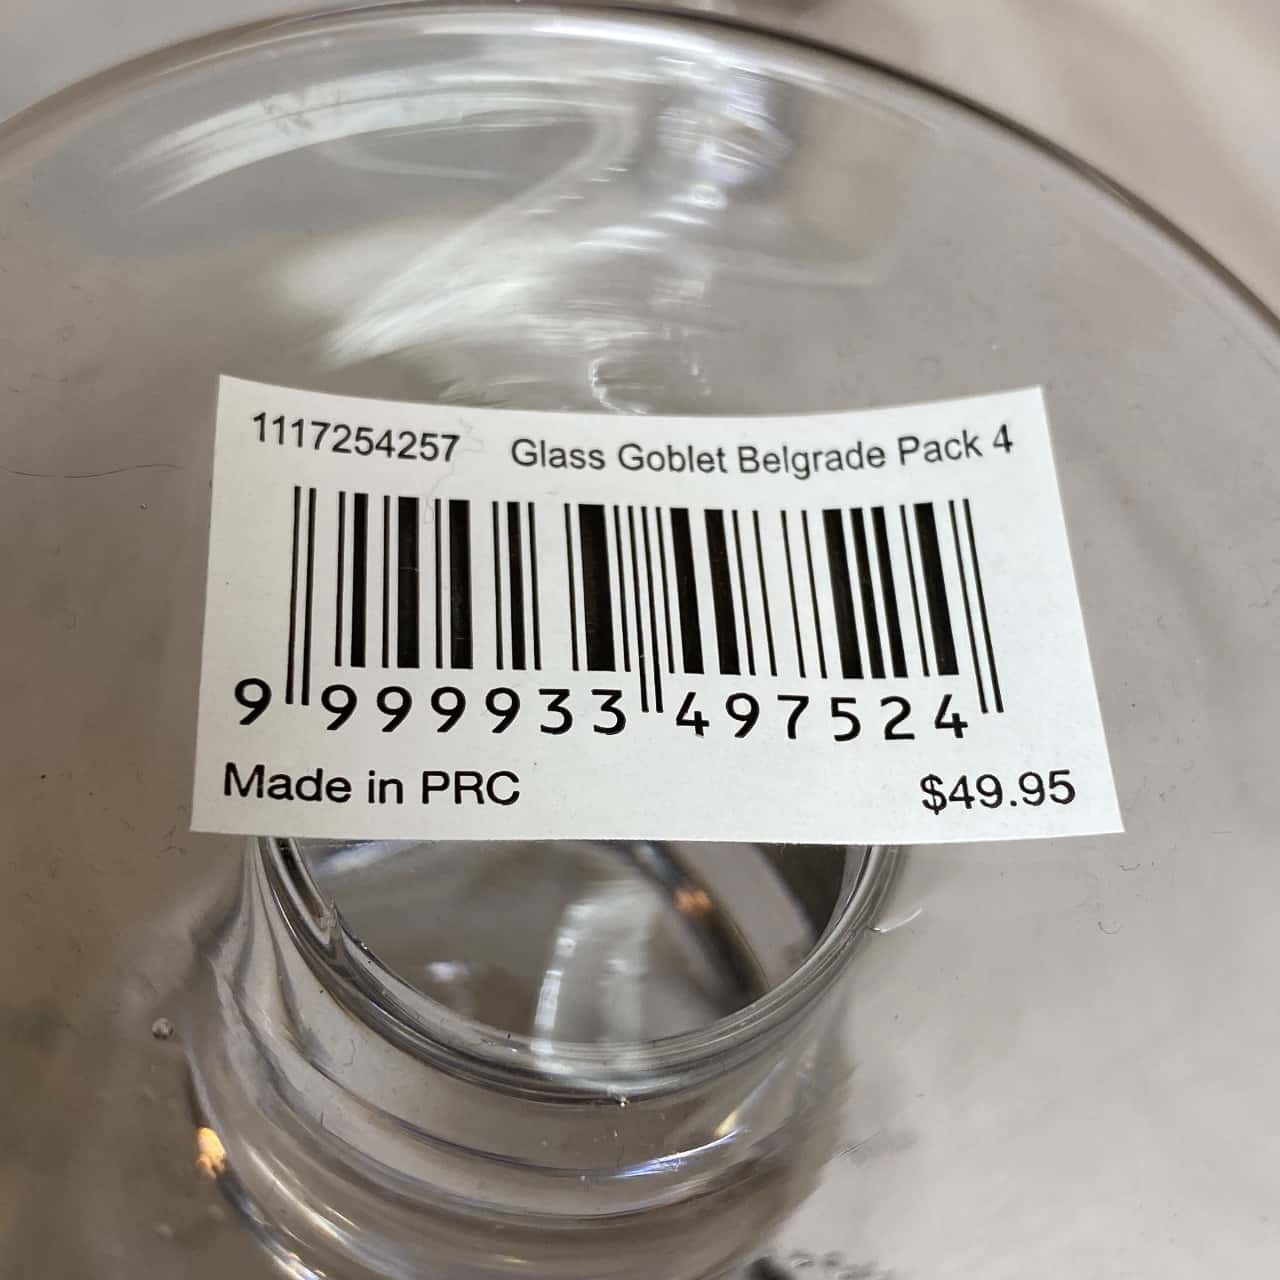 1117254257 Glass Goblet Belgrade Pack 4
9 999933 497524
Made in PRC $49.95